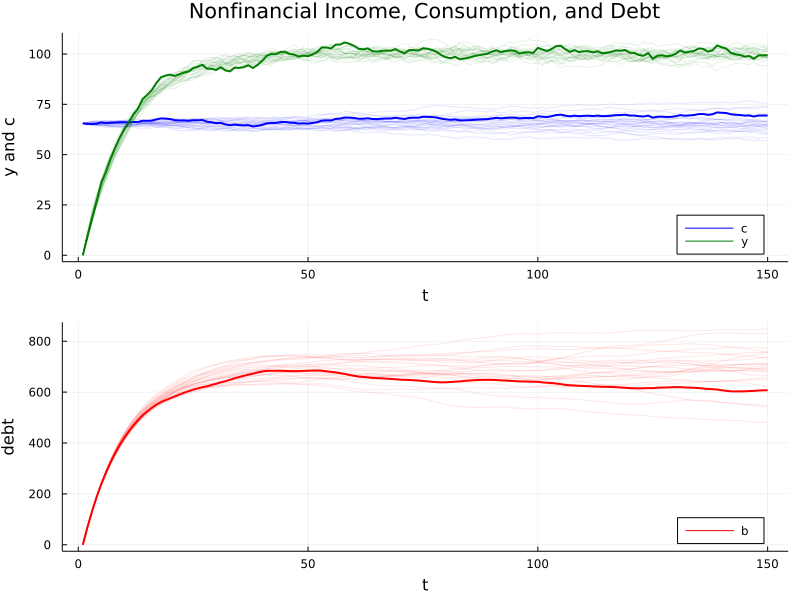 Nonfinancial Income, Consumption, and Debt
100
75
50
25
0
y and c
c
y
0 50 100 150
t
800
600
400
200
0
debt
b
0 50 100 150
t